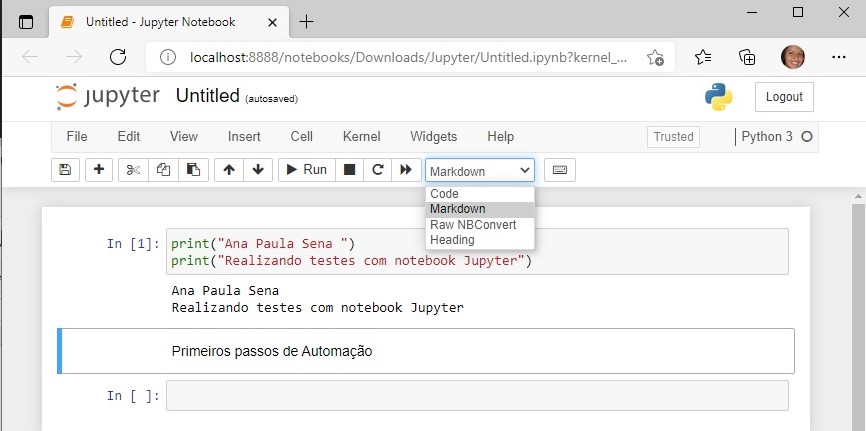 Untitled - Jupyter Notebook
localhost:8888/notebooks/Downloads/Jupyter/Untitled.ipynb?kernel_...
jupyter Untitled (autosaved) Logout
File Edit View Insert Cell Kernel Widgets Help Trusted Python 3
Run Markdown
Code
Markdown
Raw NBConvert
Heading
In [1]: print("Ana Paula Sena ")
print("Realizando testes com notebook Jupyter")
Ana Paula Sena
Realizando testes com notebook Jupyter
Primeiros passos de Automação
In [ ]: